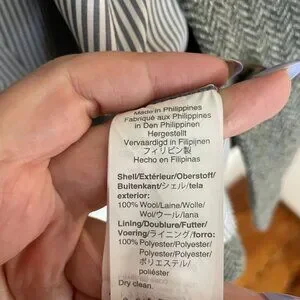 Made in Philippines
Fabriqué aux Philippines
in Den Philippinen
Hergestellt
Vervaardigd in Filipijnen
フィリピン製
Hecho en Filipinas
Shell/Extérieur/Oberstoff/
Buitenkant/シェル/tela
exterior:
100% Wool/Laine/Wolle/
Wol/ウール/lana
Lining/Doublure/Futter/
Voering/ライニング/forro:
100% Polyester/Polyester/
Polyester/Polyester/
ポリエステル/
poliéster
Dry clean